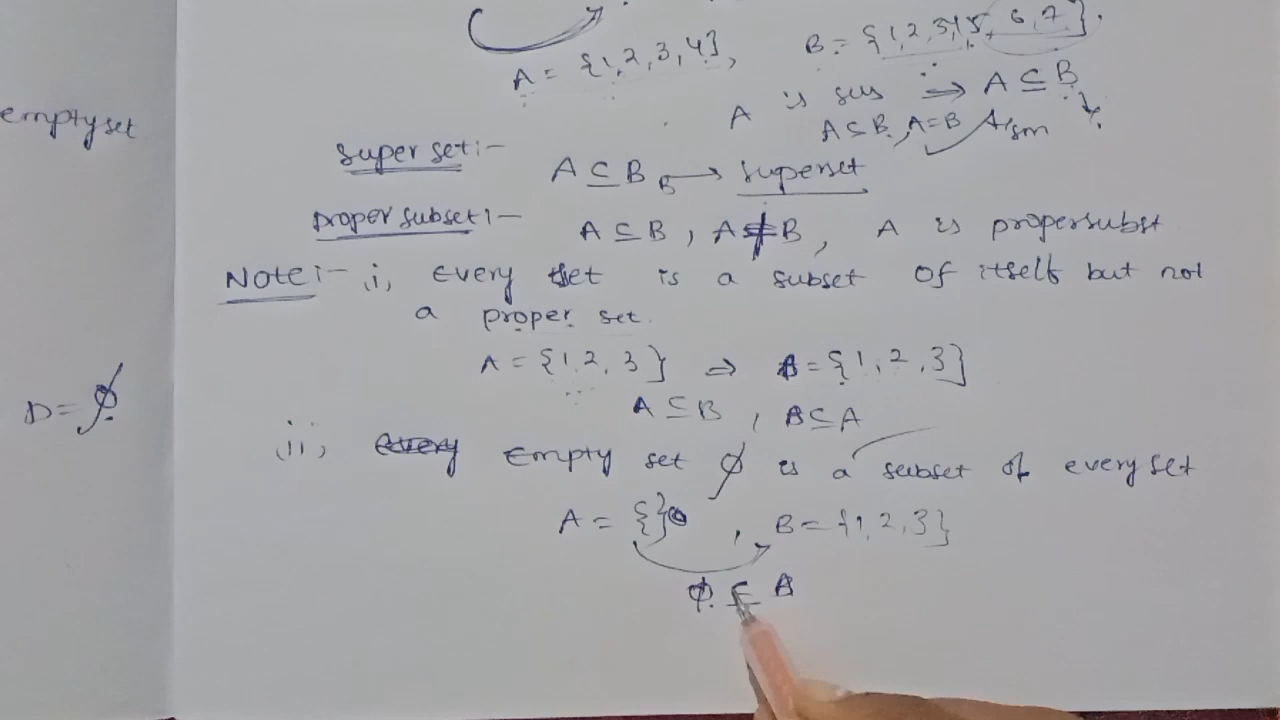 A = {1, 2, 3, 4}, B = {1, 2, 3, 4, 5, 6, 7}.
A is sus ∵ ⇒ A ⊆ B
emptyset
A ⊆ B, A=B
Super set :-
A ⊆ B B → superset
proper subset :-
A ⊆ B, A ≠ B, A is propersubst
Note :- i, Every set is a subset of itself but not
a proper set.
A = {1, 2, 3} ⇒ B = {1, 2, 3}
D = φ
A ⊆ B, B ⊆ A
ii, every Empty set φ is a subset of every set
A = {}, B = {1, 2, 3}
φ ⊆ A